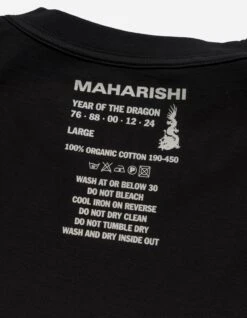 MAHARISHI
YEAR OF THE DRAGON
76 · 88 · 00 · 12 · 24
LARGE
100% ORGANIC COTTON 190-450
WASH AT OR BELOW 30
DO NOT BLEACH
COOL IRON ON REVERSE
DO NOT DRY CLEAN
DO NOT TUMBLE DRY
WASH AND DRY INSIDE OUT